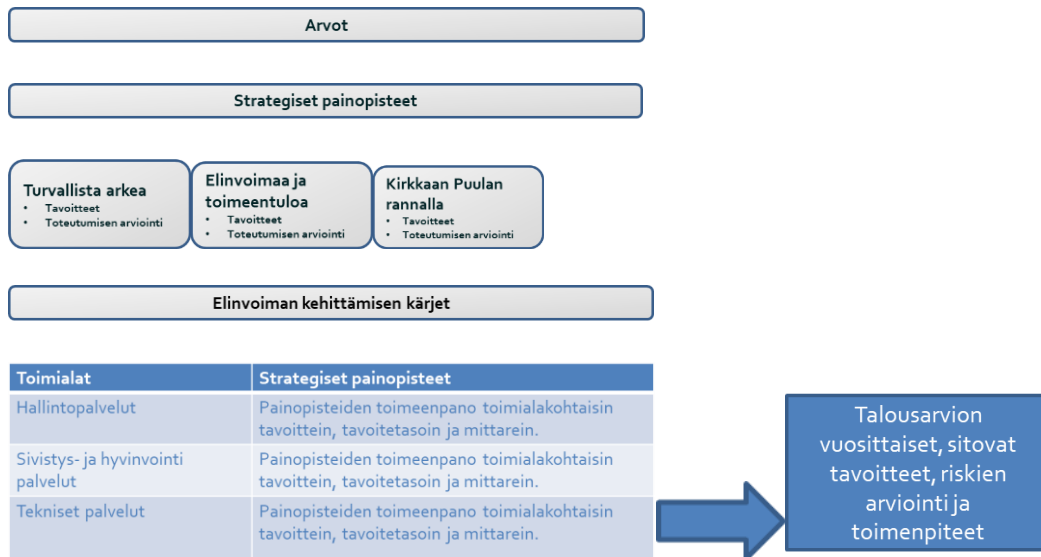 Arvot
Strategiset painopisteet
Turvallista arkea
• Tavoitteet
• Toteutumisen arviointi
Elinvoimaa ja
toimeentuloa
• Tavoitteet
• Toteutumisen arviointi
Kirkkaan Puulan
rannalla
• Tavoitteet
• Toteutumisen arviointi
Elinvoiman kehittämisen kärjet
Toimialat
Strategiset painopisteet
Hallintopalvelut
Painopisteiden toimeenpano toimialakohtaisin
tavoittein, tavoitetasoin ja mittarein.
Sivistys- ja hyvinvointi
palvelut
Painopisteiden toimeenpano toimialakohtaisin
tavoittein, tavoitetasoin ja mittarein.
Tekniset palvelut
Painopisteiden toimeenpano toimialakohtaisin
tavoittein, tavoitetasoin ja mittarein.
Talousarvion
vuosittaiset, sitovat
tavoitteet, riskien
arviointi ja
toimenpiteet